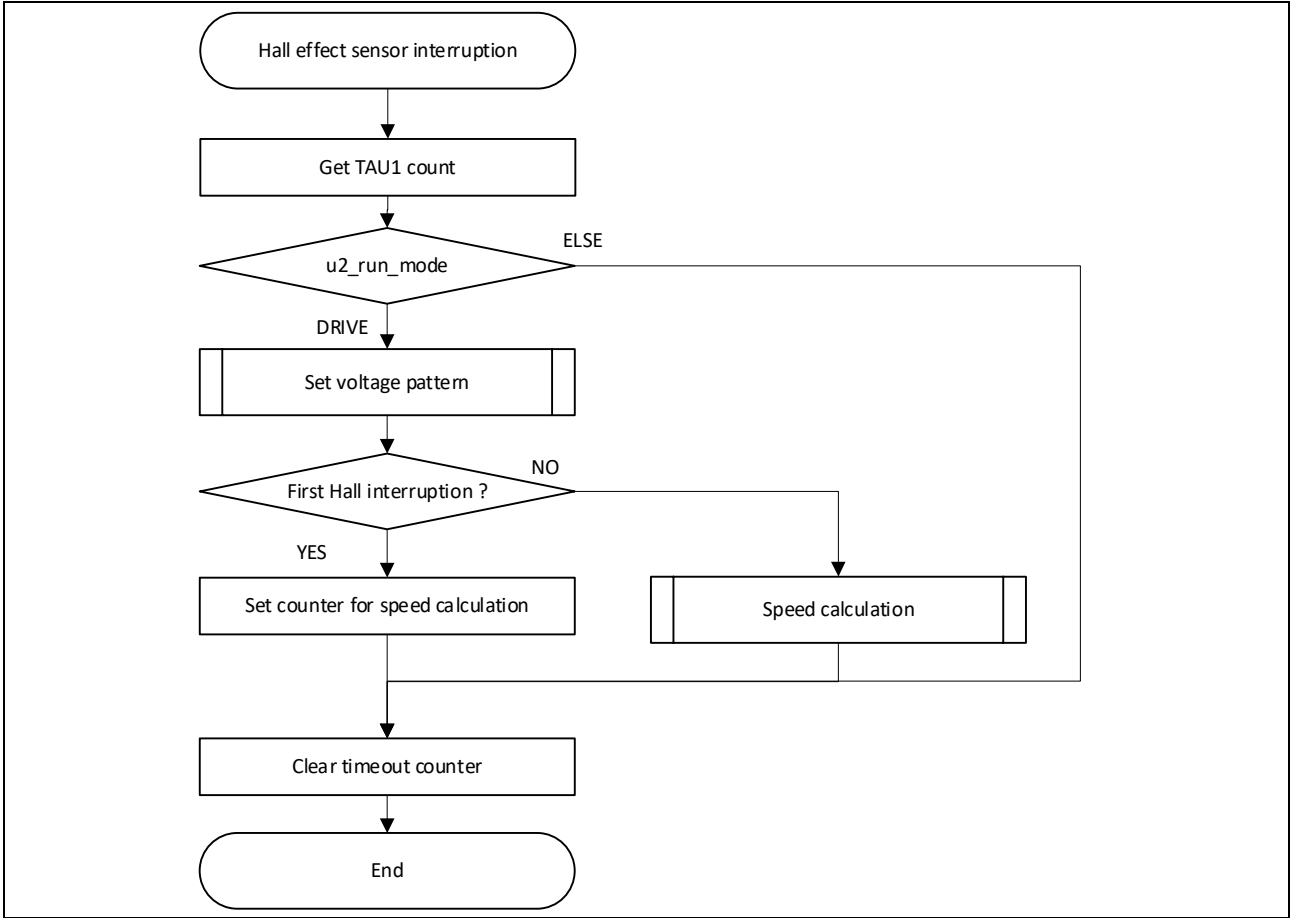 Hall effect sensor interruption
Get TAU1 count
ELSE
u2_run_mode
DRIVE
Set voltage pattern
NO
First Hall interruption ?
YES
Set counter for speed calculation
Speed calculation
Clear timeout counter
End